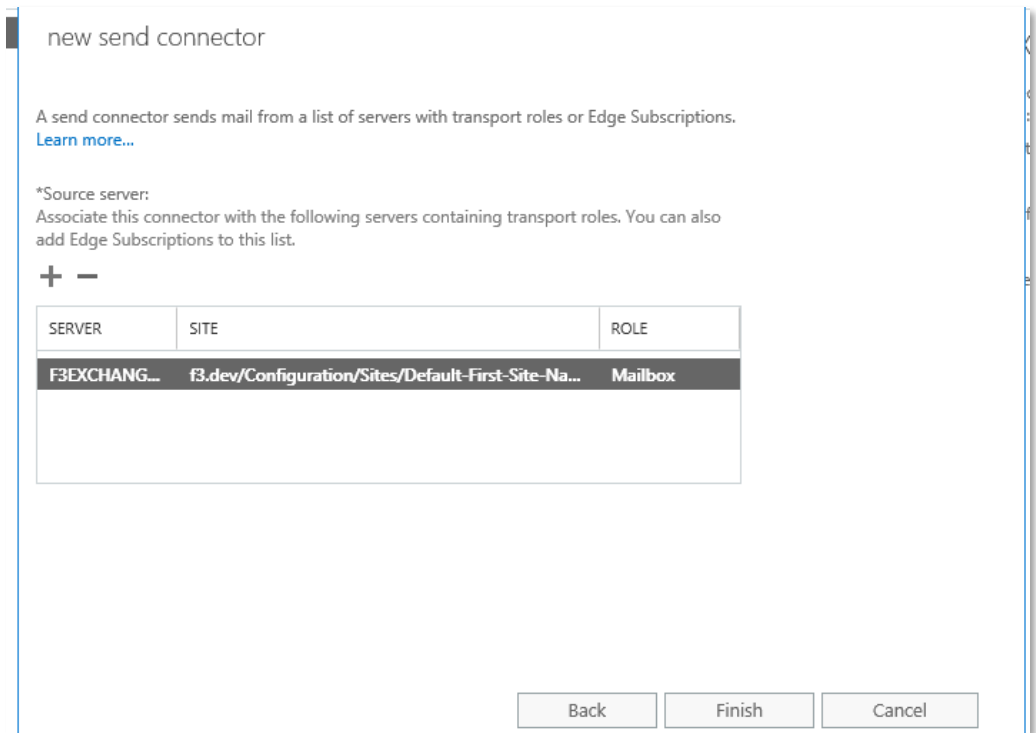 new send connector
A send connector sends mail from a list of servers with transport roles or Edge Subscriptions.
Learn more...
*Source server:
Associate this connector with the following servers containing transport roles. You can also
add Edge Subscriptions to this list.
SERVER SITE ROLE
F3EXCHANG... f3.dev/Configuration/Sites/Default-First-Site-Na... Mailbox
Back Finish Cancel